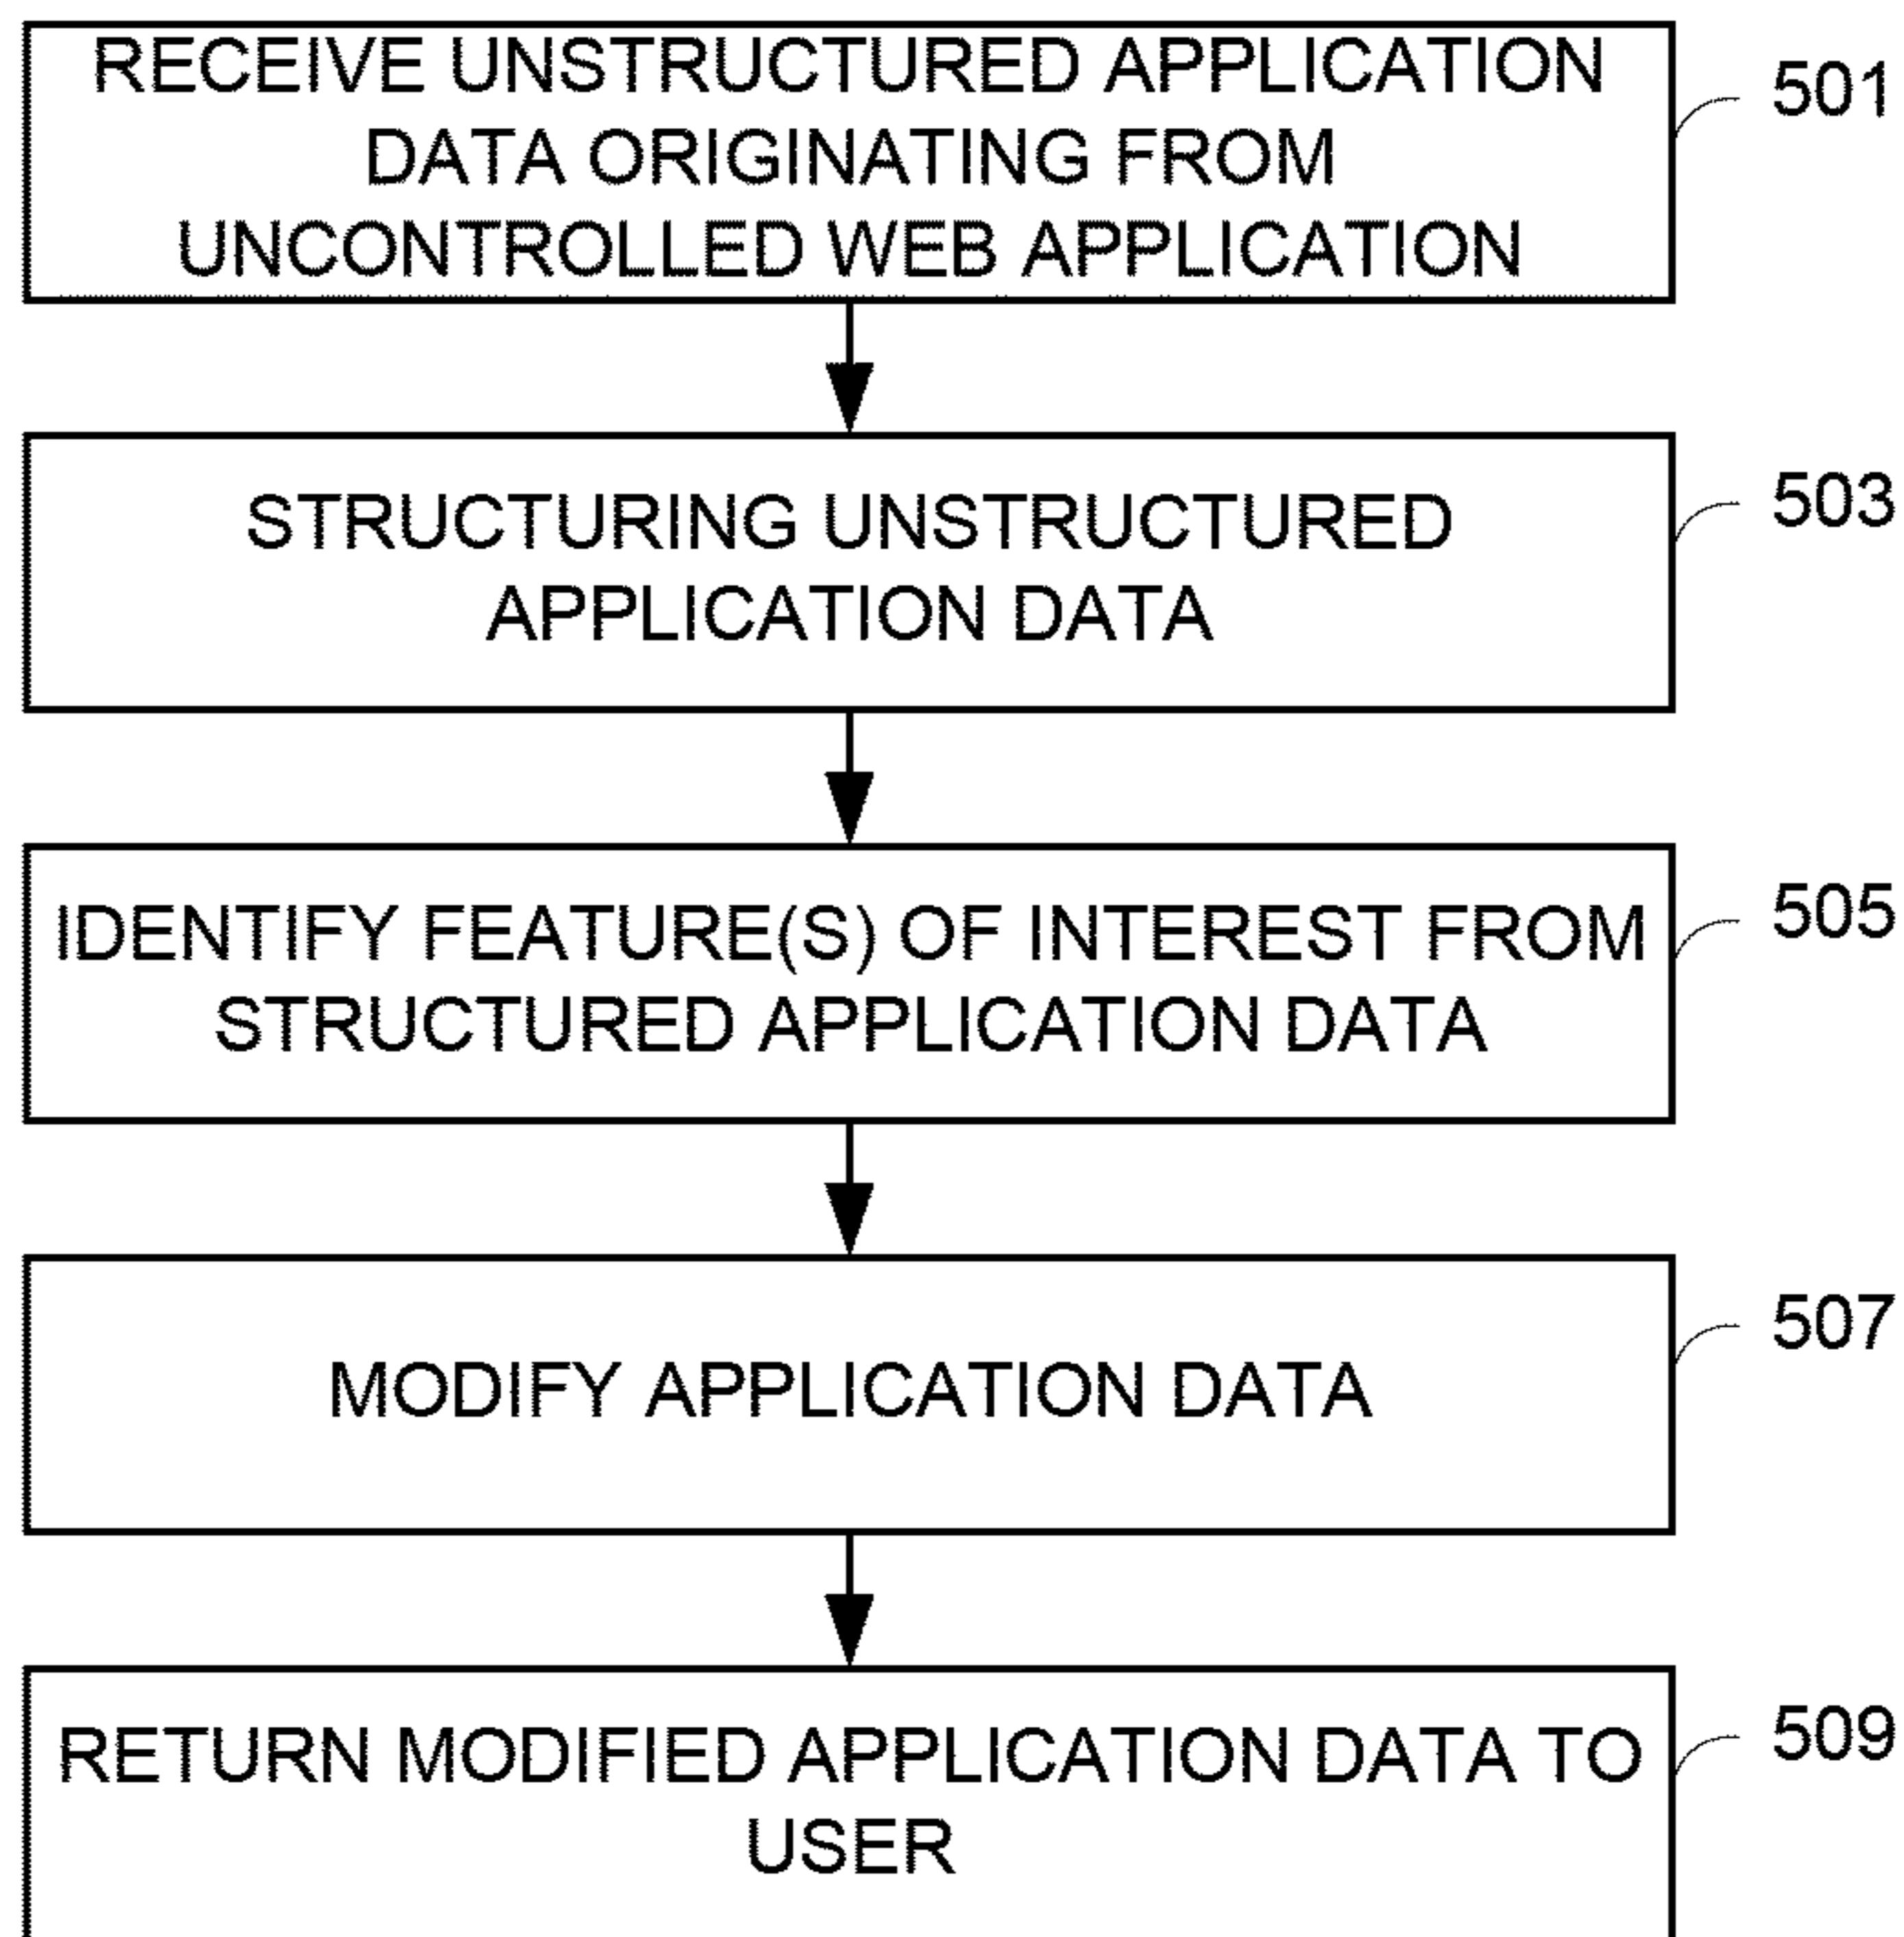 RECEIVE UNSTRUCTURED APPLICATION
DATA ORIGINATING FROM
UNCONTROLLED WEB APPLICATION
501
STRUCTURING UNSTRUCTURED
APPLICATION DATA
503
IDENTIFY FEATURE(S) OF INTEREST FROM
STRUCTURED APPLICATION DATA
505
MODIFY APPLICATION DATA
507
RETURN MODIFIED APPLICATION DATA TO
USER
509